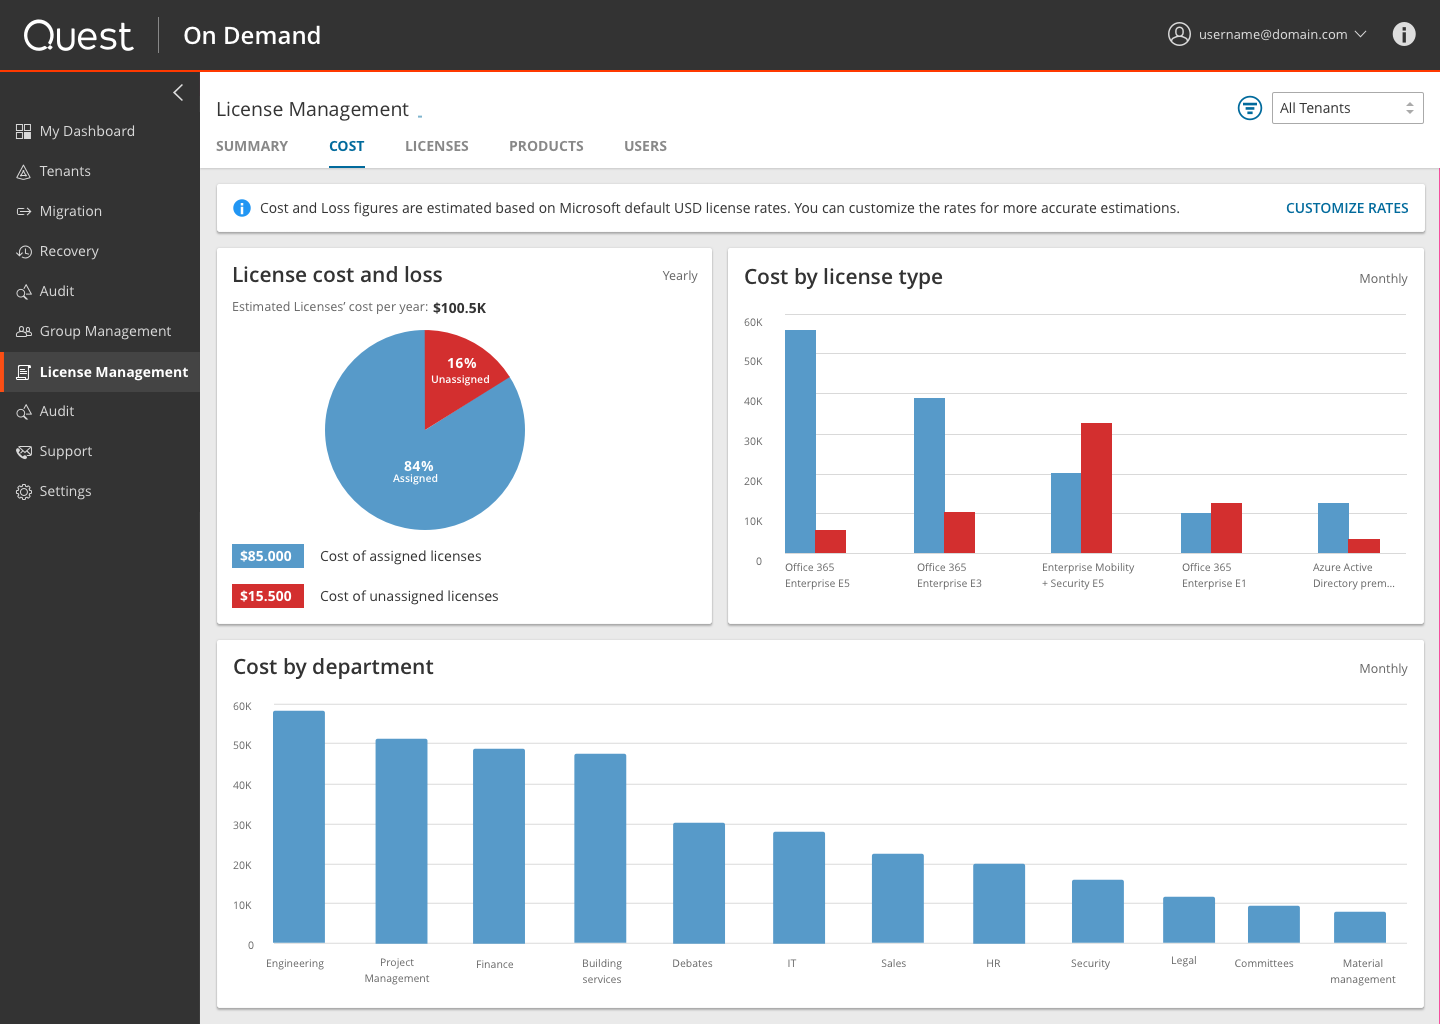 Quest
On Demand
username@domain.com
My Dashboard
Tenants
Migration
Recovery
Audit
Group Management
License Management
Audit
Support
Settings
License Management
All Tenants
SUMMARY COST LICENSES PRODUCTS USERS
Cost and Loss figures are estimated based on Microsoft default USD license rates. You can customize the rates for more accurate estimations.
CUSTOMIZE RATES
License cost and loss
Yearly
Estimated Licenses’ cost per year: $100.5K
16%
Unassigned
84%
Assigned
$85.000 Cost of assigned licenses
$15.500 Cost of unassigned licenses
Cost by license type
Monthly
60K
50K
40K
30K
20K
10K
0
Office 365
Enterprise E5
Office 365
Enterprise E3
Enterprise Mobility
+ Security E5
Office 365
Enterprise E1
Azure Active
Directory prem...
Cost by department
Monthly
60K
50K
40K
30K
20K
10K
0
Engineering
Project
Management
Finance
Building
services
Debates
IT
Sales
HR
Security
Legal
Committees
Material
management